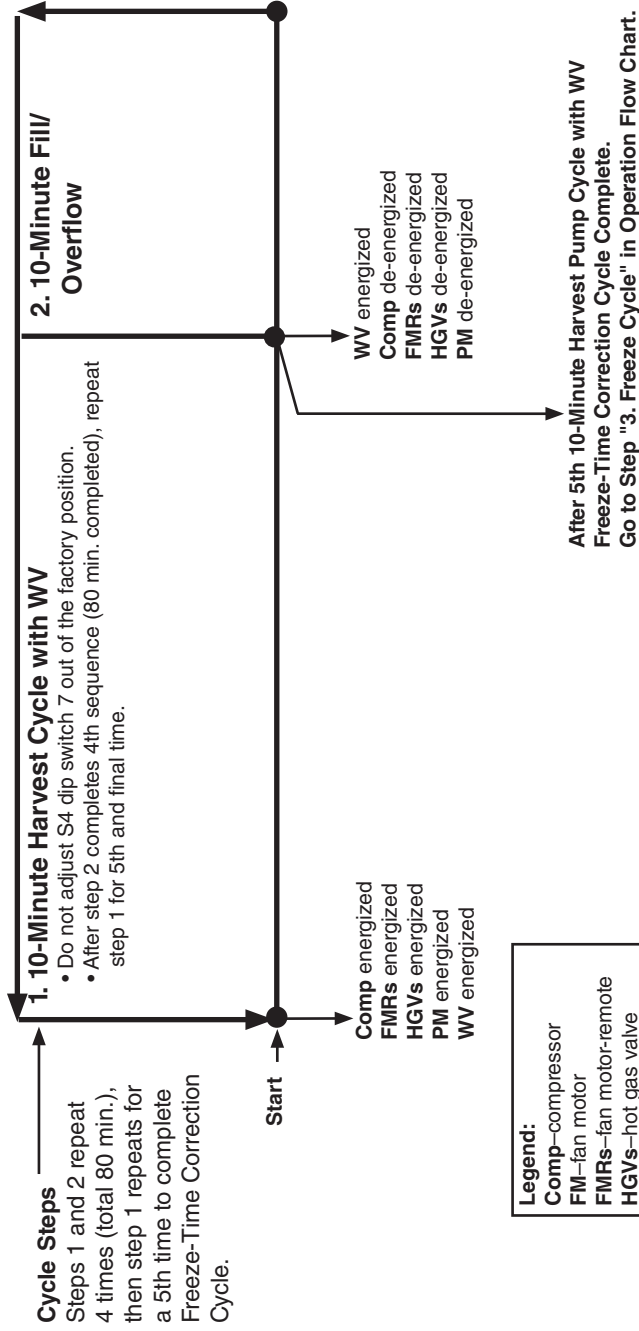 Cycle Steps
Steps 1 and 2 repeat
4 times (total 80 min.),
then step 1 repeats for
a 5th time to complete
Freeze-Time Correction
Cycle.
1. 10-Minute Harvest Cycle with WV
• Do not adjust S4 dip switch 7 out of the factory position.
• After step 2 completes 4th sequence (80 min. completed), repeat
step 1 for 5th and final time.
2. 10-Minute Fill/
Overflow
Start
Comp energized
FMRs energized
HGVs energized
PM energized
WV energized
WV energized
Comp de-energized
FMRs de-energized
HGVs de-energized
PM de-energized
After 5th 10-Minute Harvest Pump Cycle with WV
Freeze-Time Correction Cycle Complete.
Go to Step "3. Freeze Cycle" in Operation Flow Chart.
Legend:
Comp–compressor
FM–fan motor
FMRs–fan motor-remote
HGVs–hot gas valve